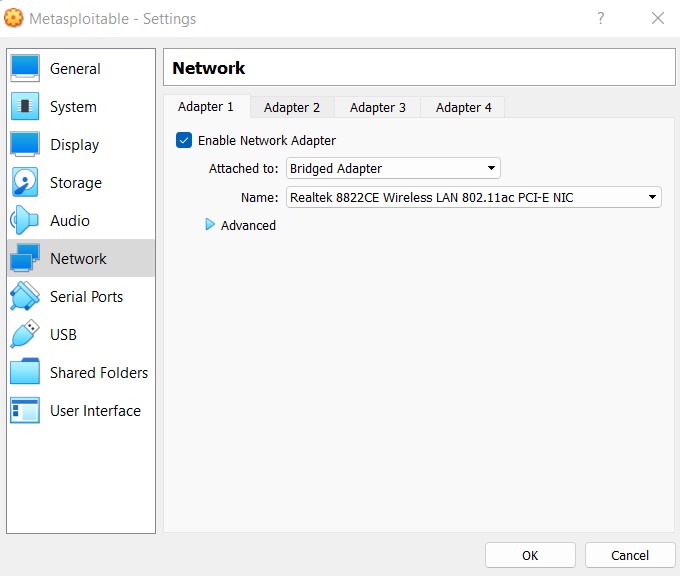 Metasploitable - Settings
?
General
System
Display
Storage
Audio
Network
Serial Ports
USB
Shared Folders
User Interface
Network
Adapter 1 Adapter 2 Adapter 3 Adapter 4
Enable Network Adapter
Attached to: Bridged Adapter
Name: Realtek 8822CE Wireless LAN 802.11ac PCI-E NIC
Advanced
OK Cancel